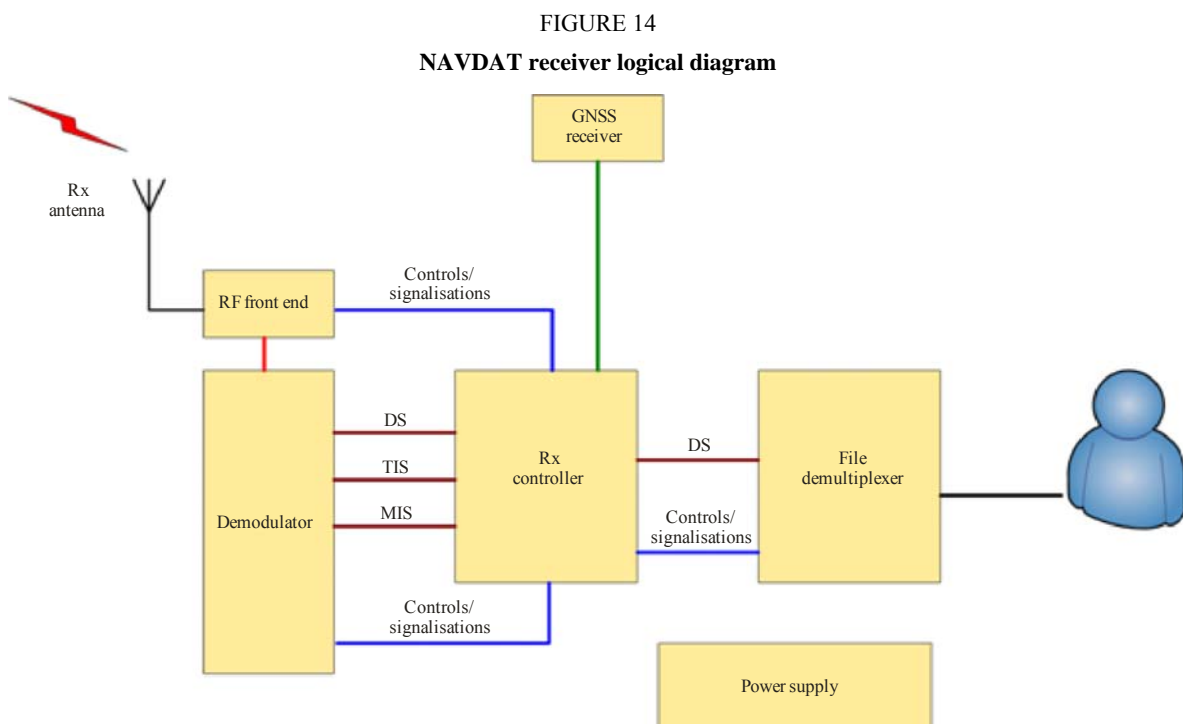 FIGURE 14
NAVDAT receiver logical diagram
GNSS
receiver
Rx
antenna
RF front end
Controls/
signalisations
DS
TIS
MIS
Demodulator
Rx
controller
DS
File
demultiplexer
Controls/
signalisations
Controls/
signalisations
Power supply